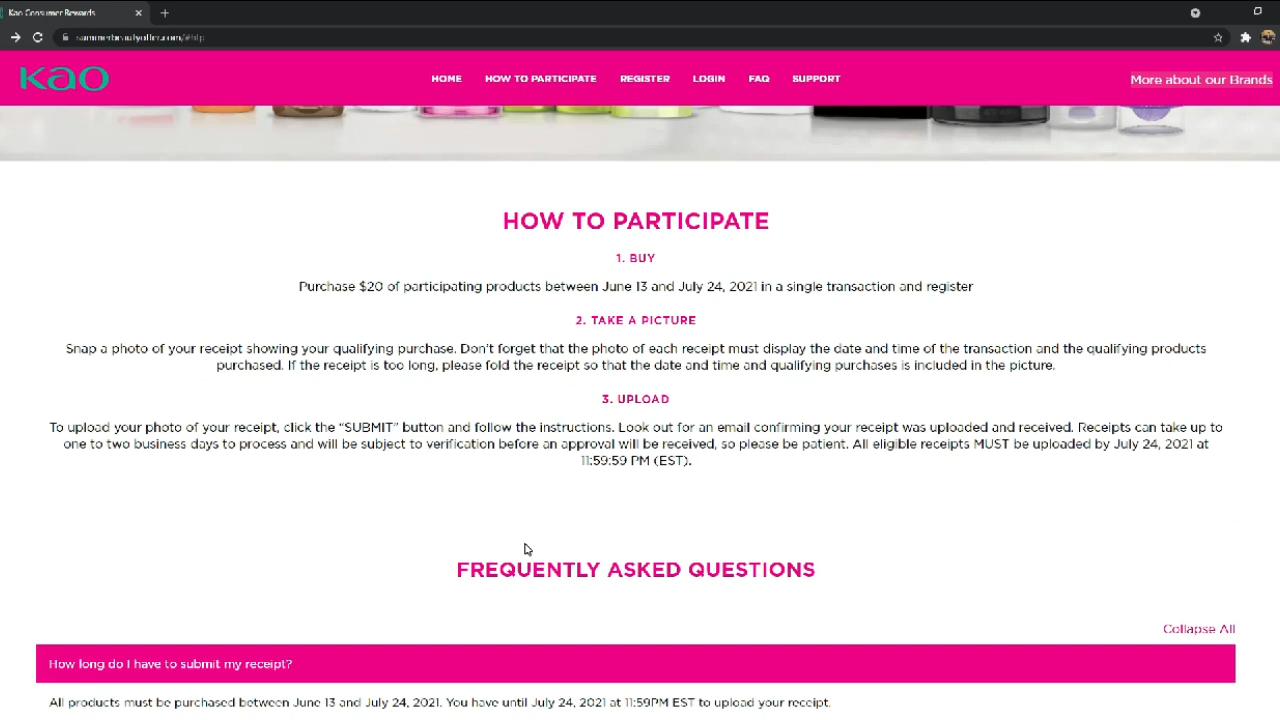 Kao Consumer Rewards
summerbeautyoffer.com/#htp
Kao
HOME HOW TO PARTICIPATE REGISTER LOGIN FAQ SUPPORT
More about our Brands
HOW TO PARTICIPATE
1. BUY
Purchase $20 of participating products between June 13 and July 24, 2021 in a single transaction and register
2. TAKE A PICTURE
Snap a photo of your receipt showing your qualifying purchase. Don't forget that the photo of each receipt must display the date and time of the transaction and the qualifying products
purchased. If the receipt is too long, please fold the receipt so that the date and time and qualifying purchases is included in the picture.
3. UPLOAD
To upload your photo of your receipt, click the “SUBMIT” button and follow the instructions. Look out for an email confirming your receipt was uploaded and received. Receipts can take up to
one to two business days to process and will be subject to verification before an approval will be received, so please be patient. All eligible receipts MUST be uploaded by July 24, 2021 at
11:59:59 PM (EST).
FREQUENTLY ASKED QUESTIONS
Collapse All
How long do I have to submit my receipt?
All products must be purchased between June 13 and July 24, 2021. You have until July 24, 2021 at 11:59PM EST to upload your receipt.